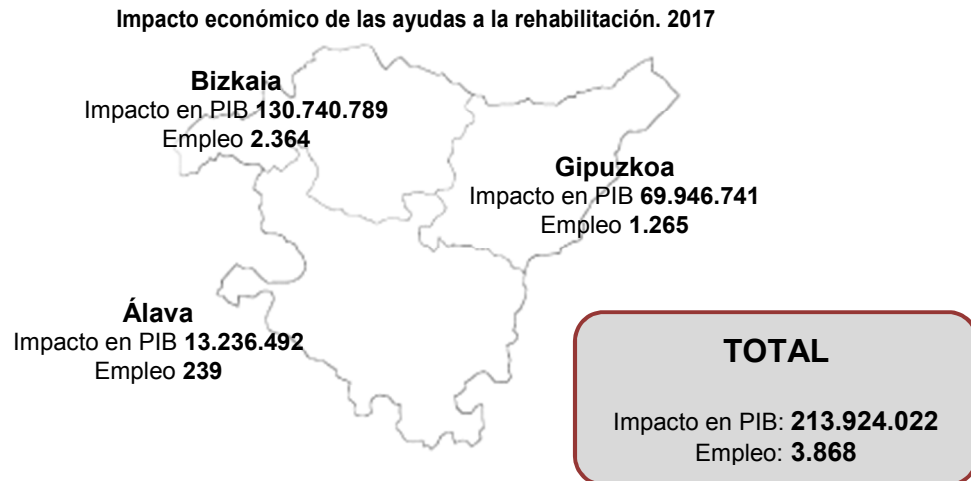 Impacto económico de las ayudas a la rehabilitación. 2017
Bizkaia
Impacto en PIB 130.740.789
Empleo 2.364
Gipuzkoa
Impacto en PIB 69.946.741
Empleo 1.265
Álava
Impacto en PIB 13.236.492
Empleo 239
TOTAL
Impacto en PIB: 213.924.022
Empleo: 3.868